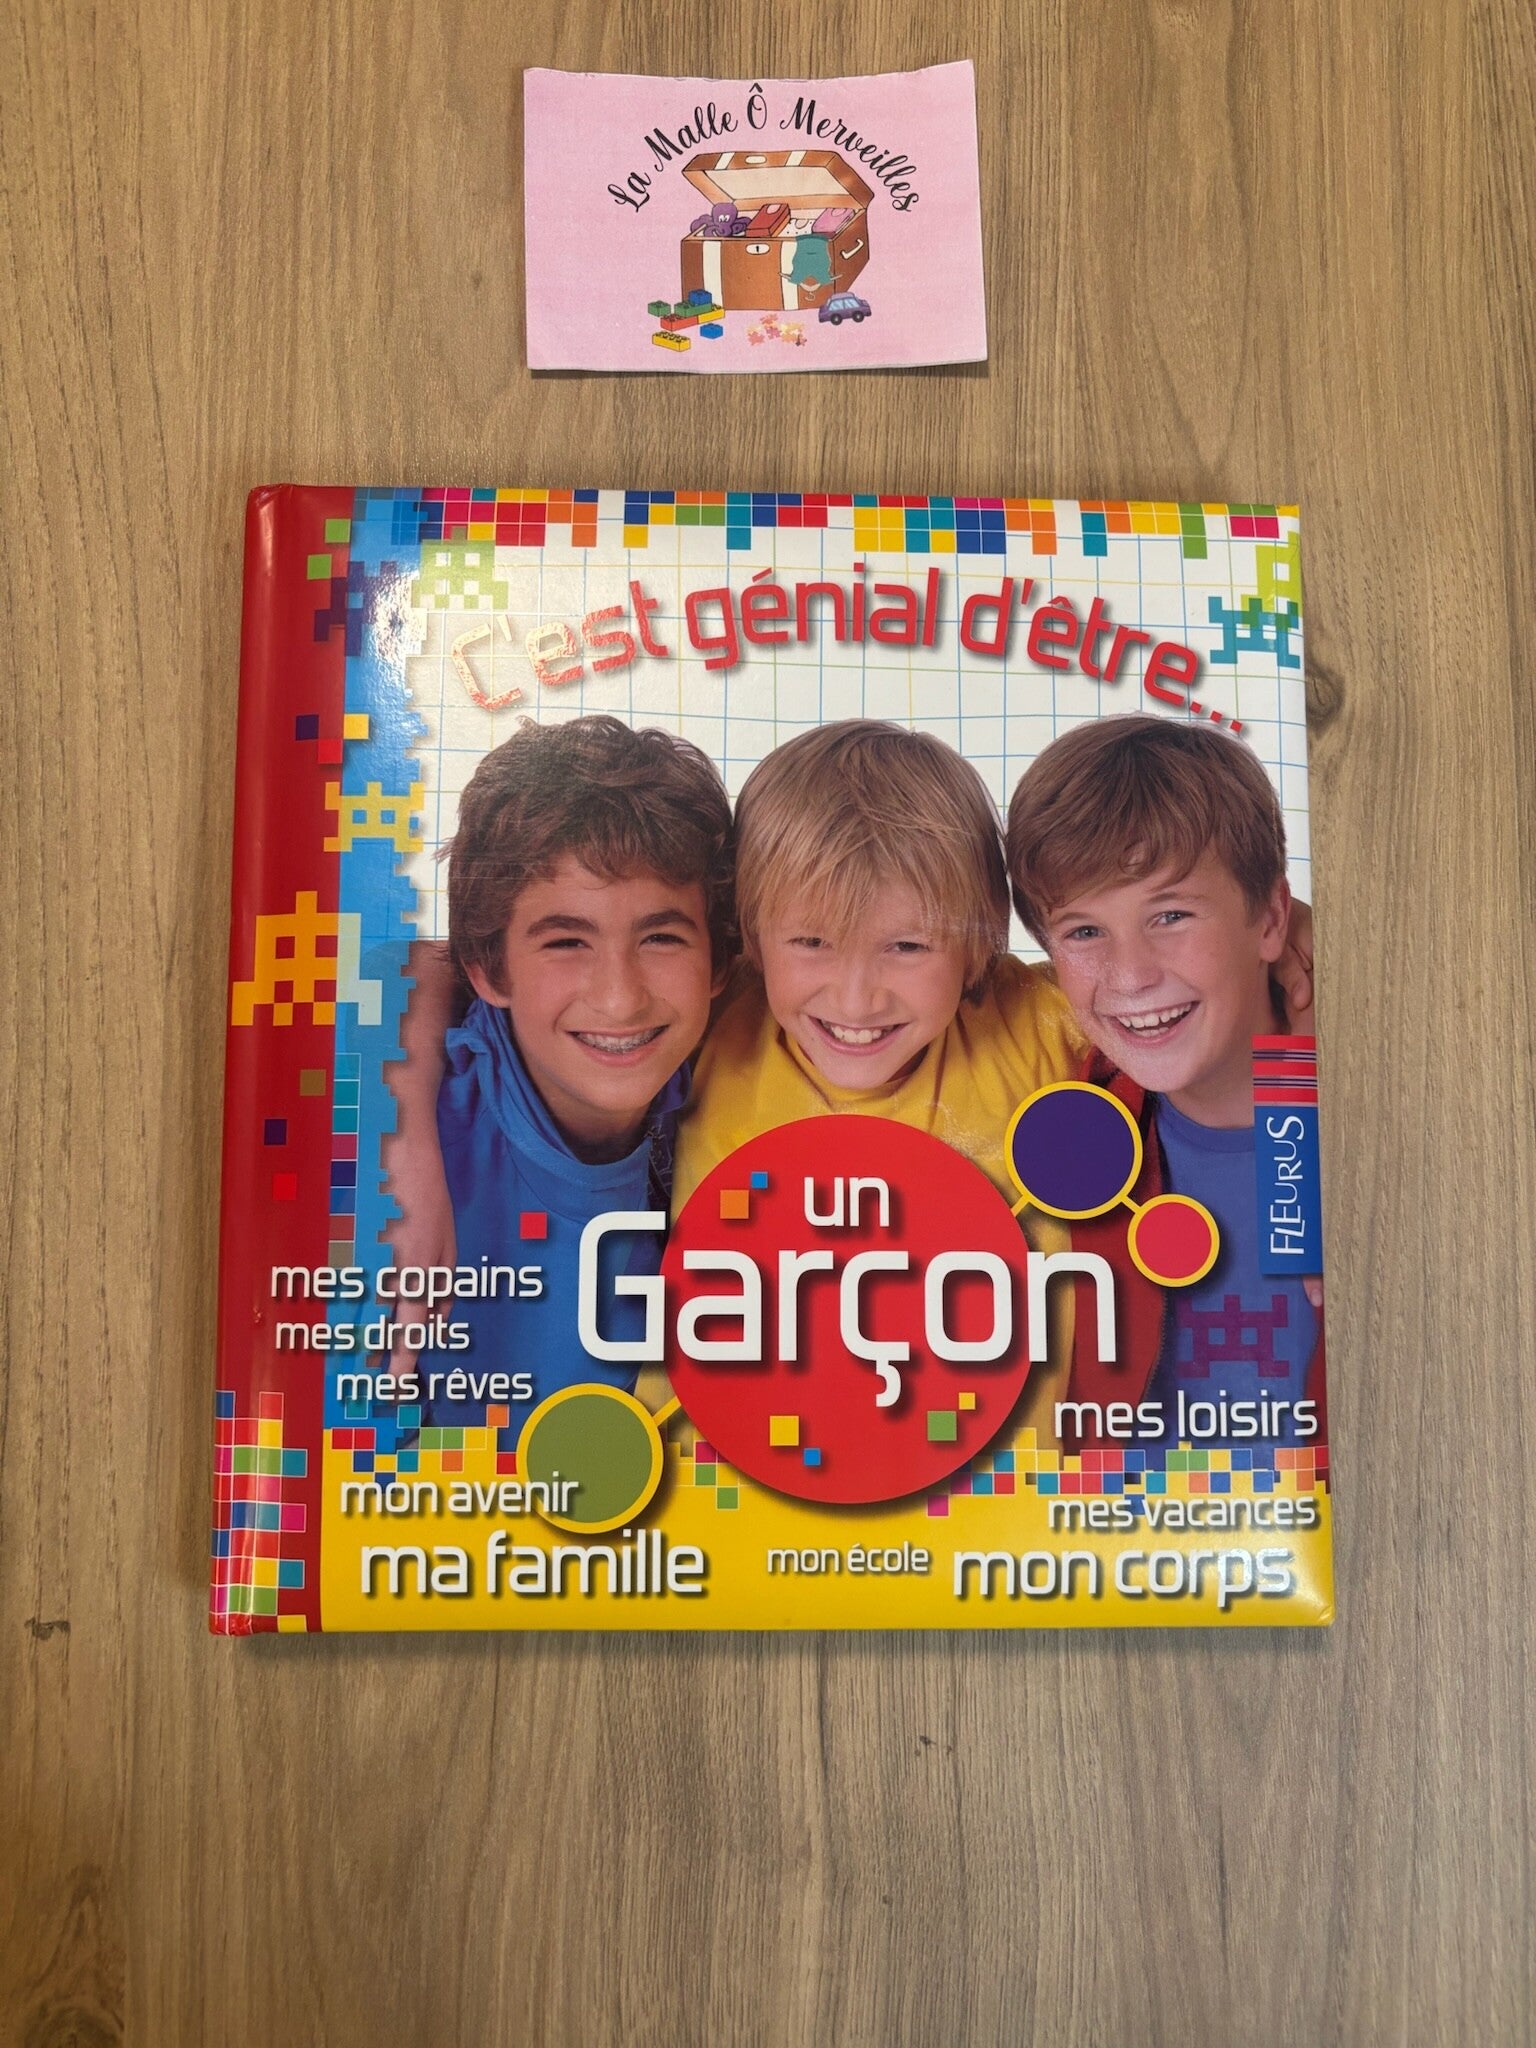 La Malle Ô Merveilles
C'est génial d'être...
un
Garçon
FLEURUS
mes copains
mes droits
mes rêves
mon avenir
ma famille
mon école
mes loisirs
mes vacances
mon corps